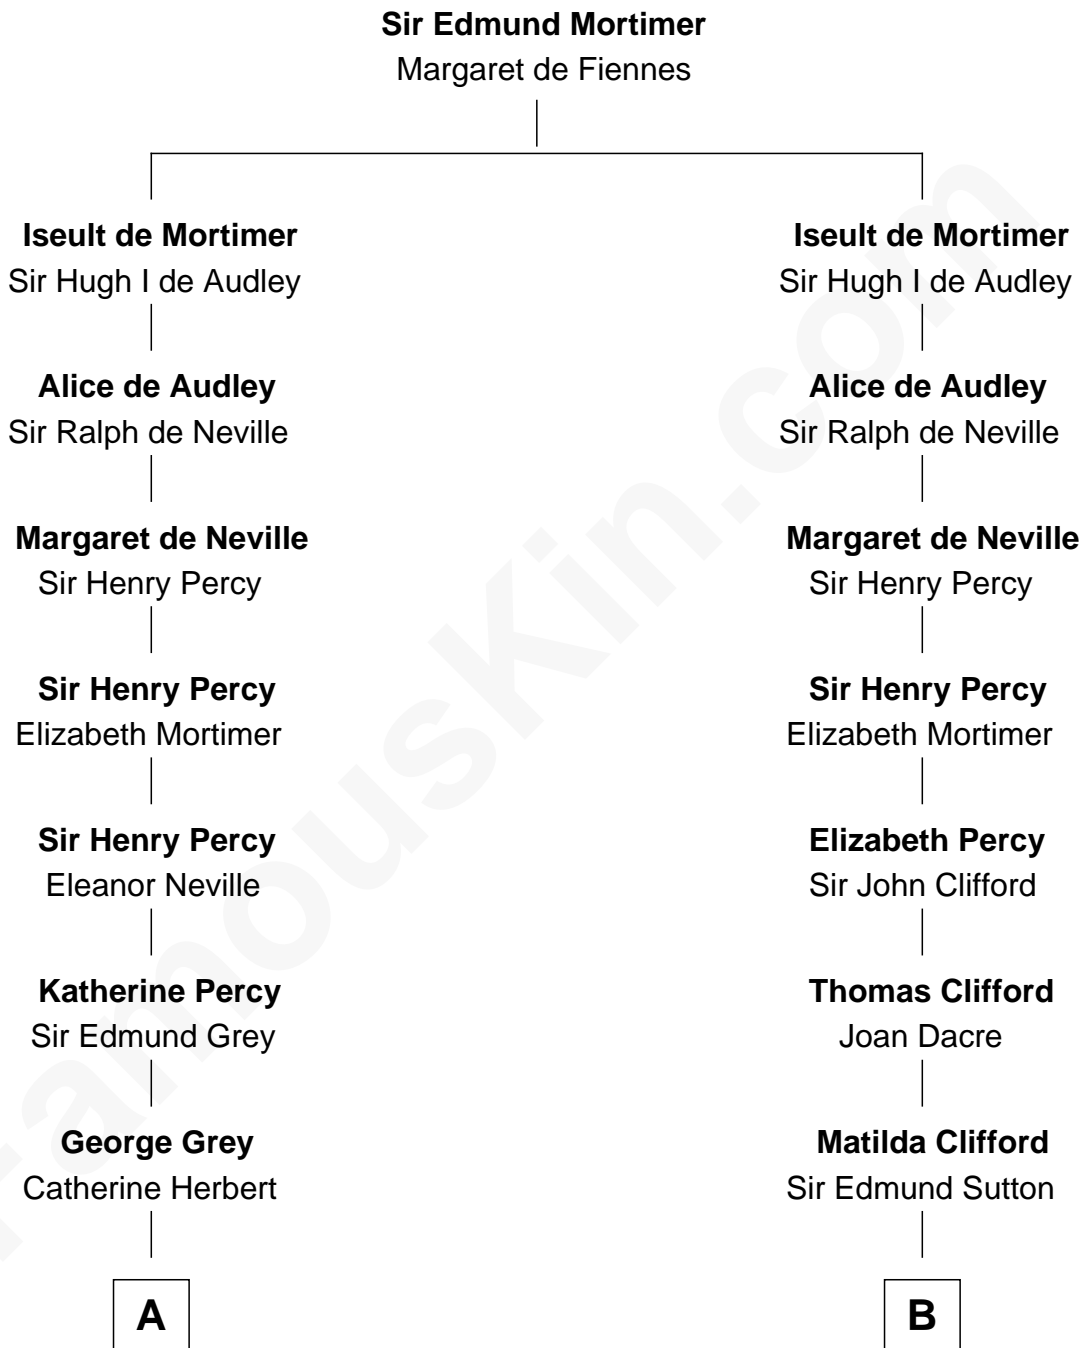 Sir Edmund Mortimer
Margaret de Fiennes
Iseult de Mortimer
Sir Hugh I de Audley
Iseult de Mortimer
Sir Hugh I de Audley
Alice de Audley
Sir Ralph de Neville
Alice de Audley
Sir Ralph de Neville
Margaret de Neville
Sir Henry Percy
Margaret de Neville
Sir Henry Percy
Sir Henry Percy
Elizabeth Mortimer
Sir Henry Percy
Elizabeth Mortimer
Sir Henry Percy
Eleanor Neville
Elizabeth Percy
Sir John Clifford
Katherine Percy
Sir Edmund Grey
Thomas Clifford
Joan Dacre
George Grey
Catherine Herbert
Matilda Clifford
Sir Edmund Sutton
A
B
FamousKin.com